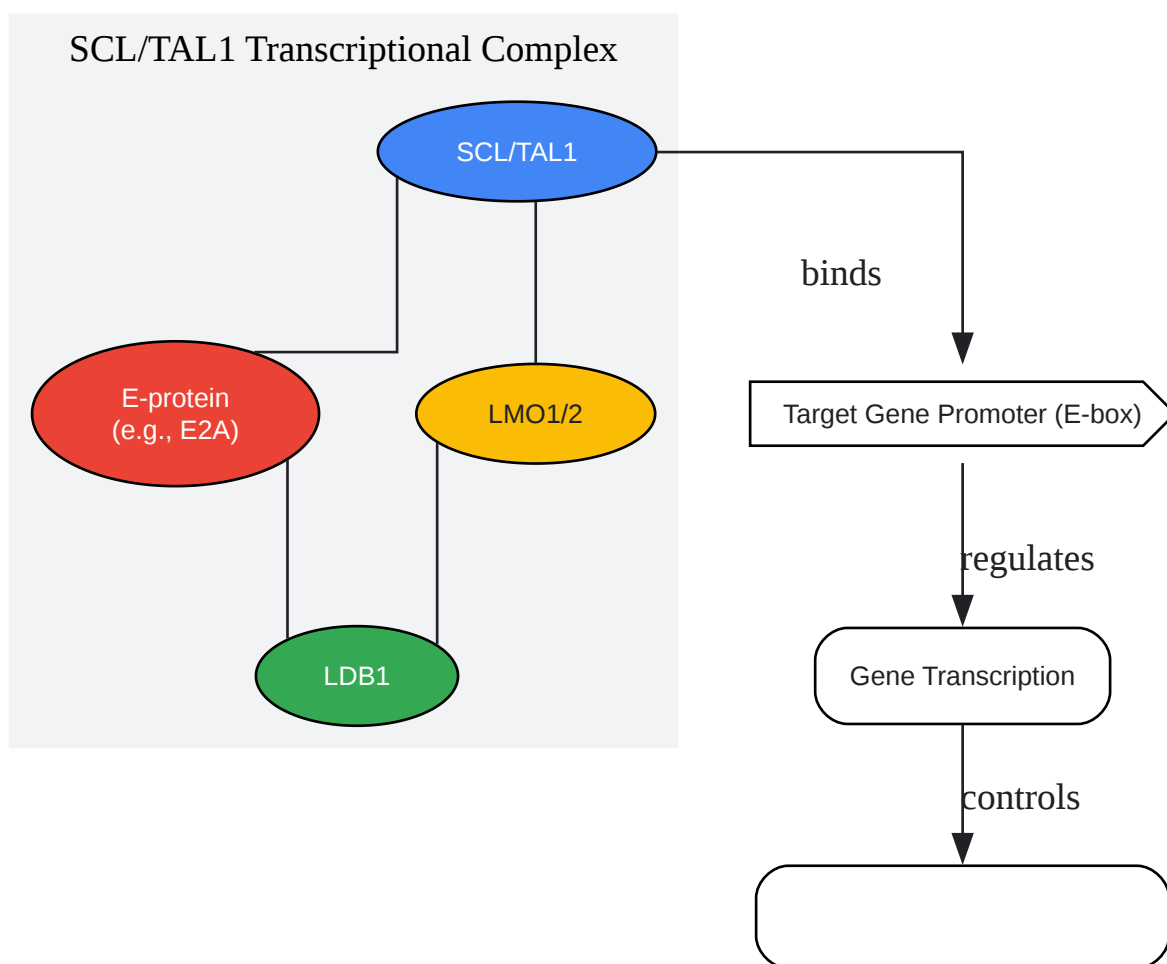 SCL/TAL1 Transcriptional Complex
SCL/TAL1
binds
E-protein
(e.g., E2A)
LMO1/2
Target Gene Promoter (E-box)
regulates
LDB1
Gene Transcription
controls